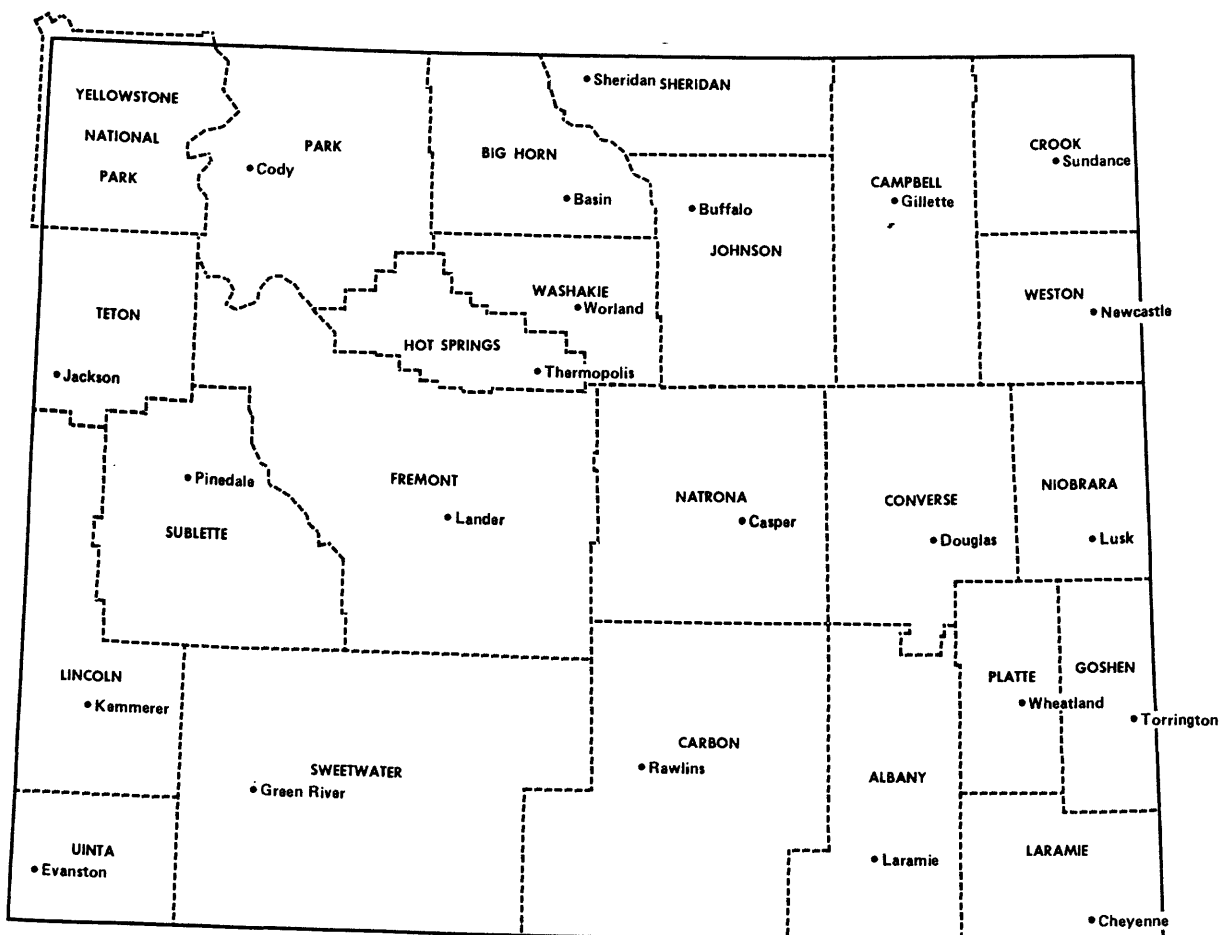 Sheridan SHERIDAN
YELLOWSTONE
NATIONAL
PARK
PARK
Cody
BIG HORN
Basin
Buffalo
JOHNSON
CAMPBELL
Gillette
CROOK
Sundance
TETON
Jackson
WASHAKIE
Worland
HOT SPRINGS
Thermopolis
WESTON
Newcastle
Pinedale
SUBLETTE
FREMONT
Lander
NATRONA
Casper
CONVERSE
Douglas
NIOBRARA
Lusk
LINCOLN
Kemmerer
SWEETWATER
Green River
CARBON
Rawlins
ALBANY
Laramie
PLATTE
Wheatland
GOSHEN
Torrington
UINTA
Evanston
LARAMIE
Cheyenne